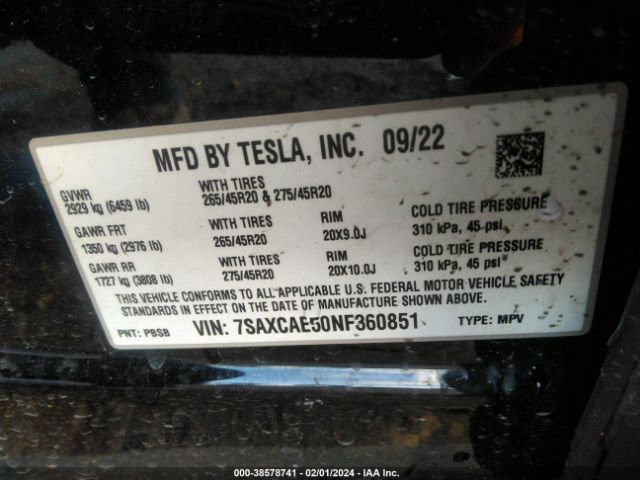 MFD BY TESLA, INC. 09/22
GVWR
2929 kg (6459 lb)
WITH TIRES
265/45R20 & 275/45R20
GAWR FRT
1350 kg (2976 lb)
WITH TIRES
265/45R20
RIM
20X9.0J
COLD TIRE PRESSURE
310 kPa, 45 psi
GAWR RR
1727 kg (3808 lb)
WITH TIRES
275/45R20
RIM
20X10.0J
COLD TIRE PRESSURE
310 kPa, 45 psi
THIS VEHICLE CONFORMS TO ALL APPLICABLE U.S. FEDERAL MOTOR VEHICLE SAFETY
STANDARDS IN EFFECT ON THE DATE OF MANUFACTURE SHOWN ABOVE.
PNT: PBSB VIN: 7SAXCAE50NF360851 TYPE: MPV
000-38578741 / 02/01/2024 - IAA Inc.